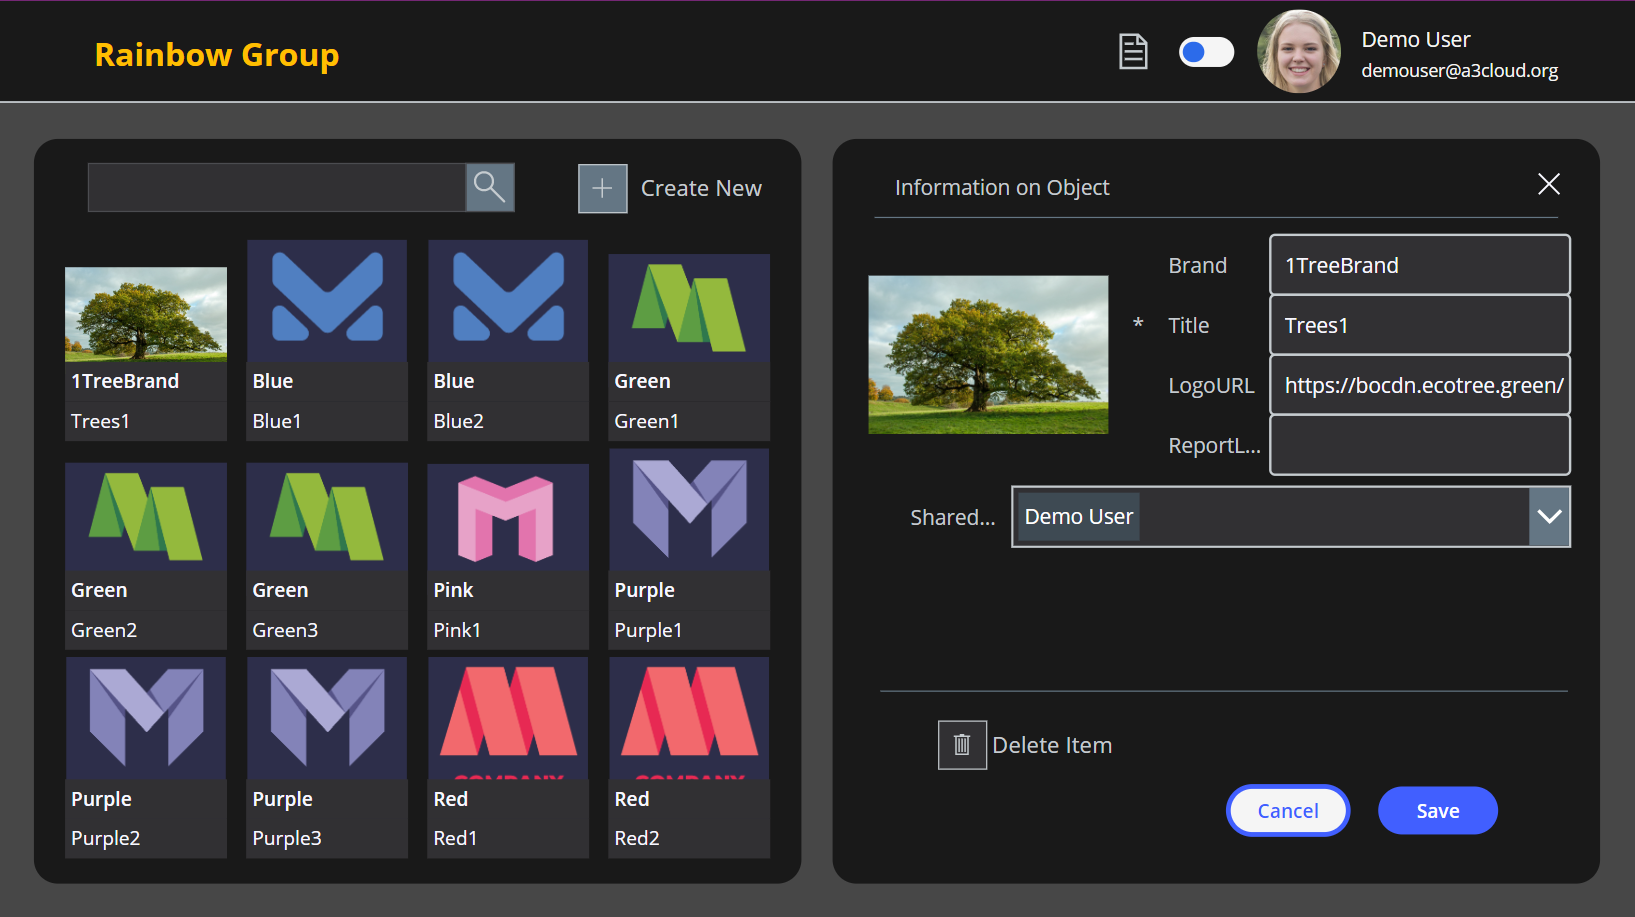 Rainbow Group
Demo User
demouser@a3cloud.org
Create New
1TreeBrand
Trees1
Blue
Blue1
Blue
Blue2
Green
Green1
Green
Green2
Green
Green3
Pink
Pink1
Purple
Purple1
Purple
Purple2
Purple
Purple3
COMPANY
Red
Red1
COMPANY
Red
Red2
Information on Object
Brand 1TreeBrand
* Title Trees1
LogoURL https://bocdn.ecotree.green/
ReportL...
Shared... Demo User
Delete Item
Cancel Save